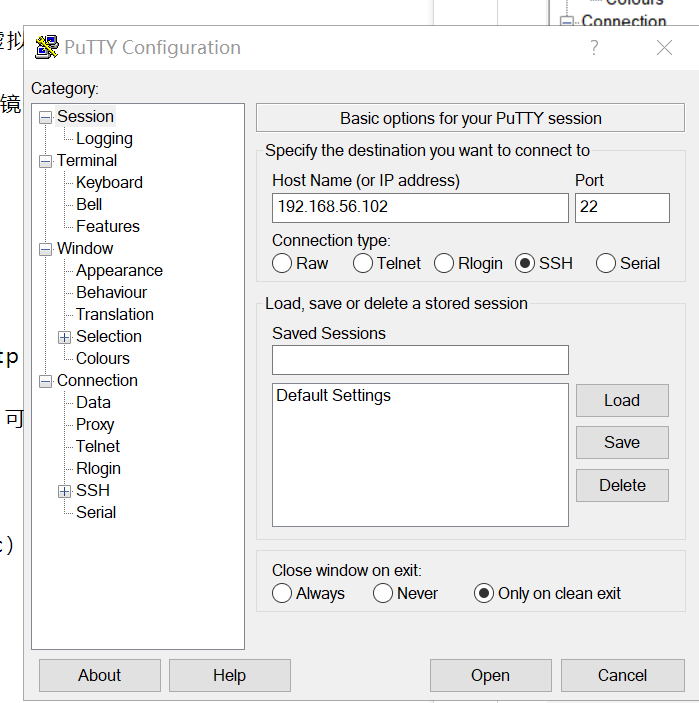 Colours
Connection
虚拟
PuTTY Configuration
?
镜
Category:
Session
Logging
Terminal
Keyboard
Bell
Features
Window
Appearance
Behaviour
Translation
Selection
Colours
Connection
Data
Proxy
Telnet
Rlogin
SSH
Serial
tp
可
c)
Basic options for your PuTTY session
Specify the destination you want to connect to
Host Name (or IP address) Port
192.168.56.102 22
Connection type:
Raw Telnet Rlogin SSH Serial
Load, save or delete a stored session
Saved Sessions
Default Settings
Load
Save
Delete
Close window on exit:
Always Never Only on clean exit
About Help Open Cancel